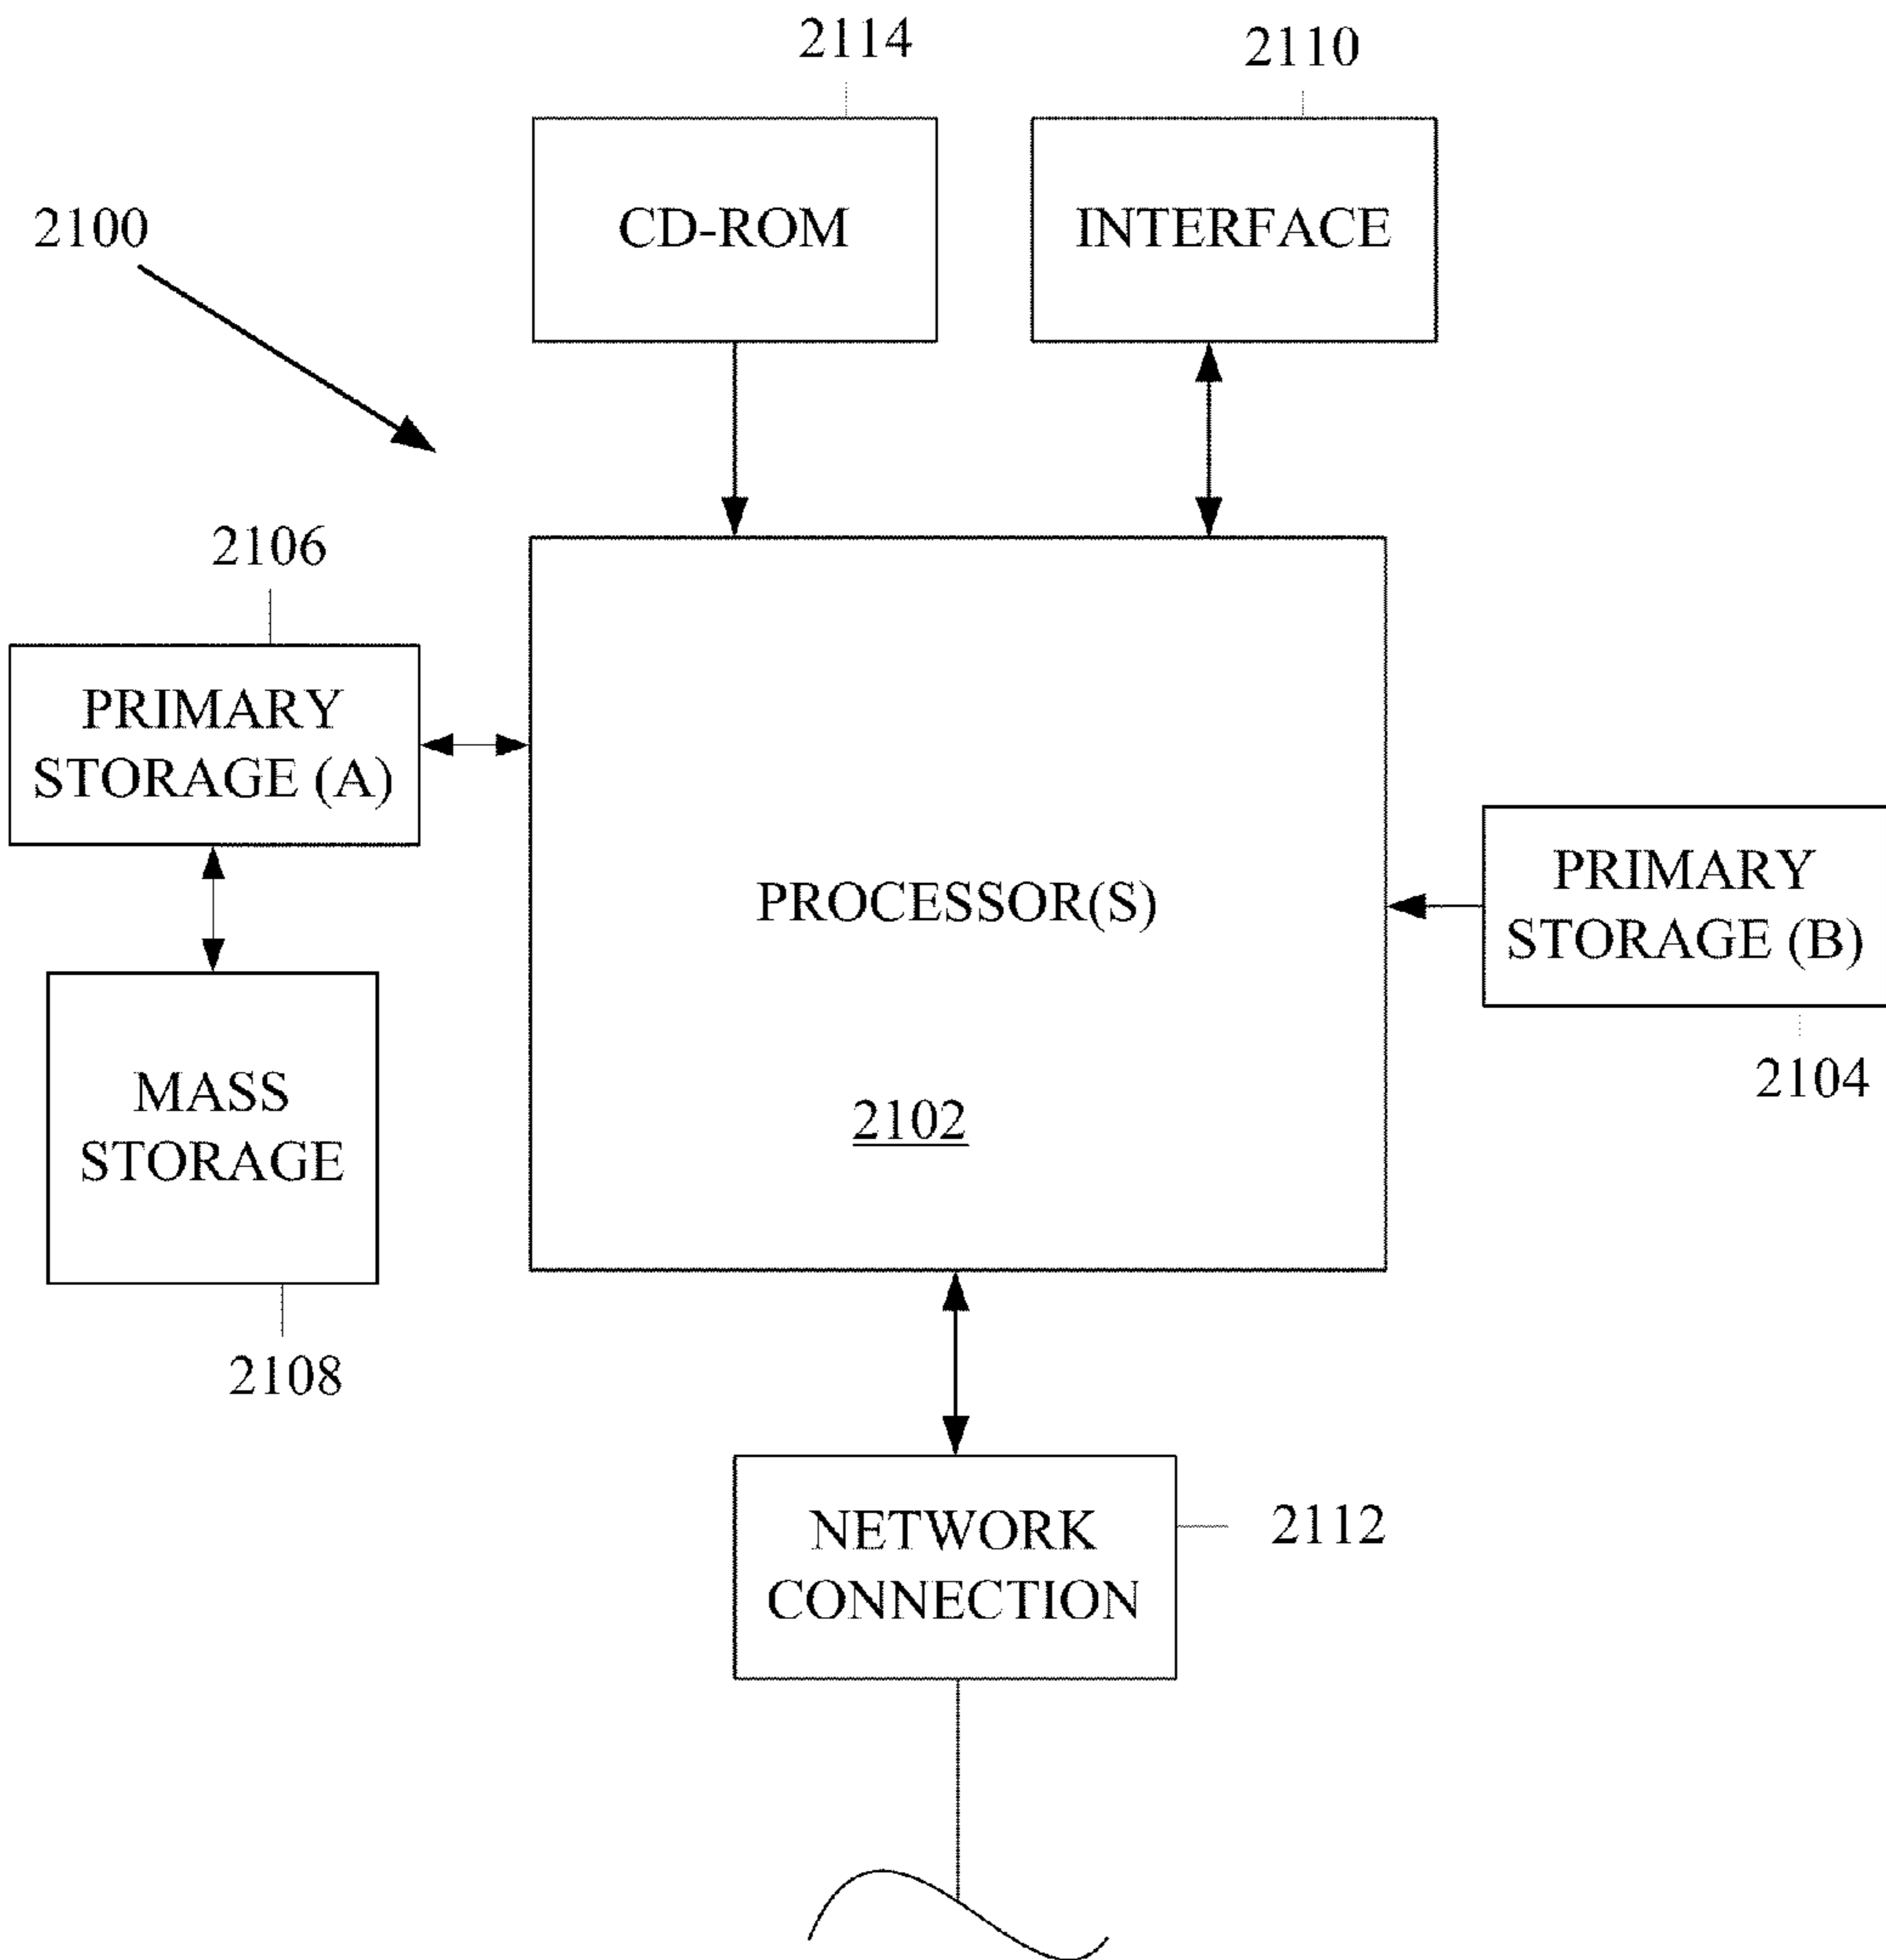 2114
2110
CD-ROM
INTERFACE
2100
2106
PRIMARY
STORAGE (A)
PRIMARY
STORAGE (B)
PROCESSOR(S)
2104
MASS
STORAGE
2102
2108
NETWORK
CONNECTION
2112